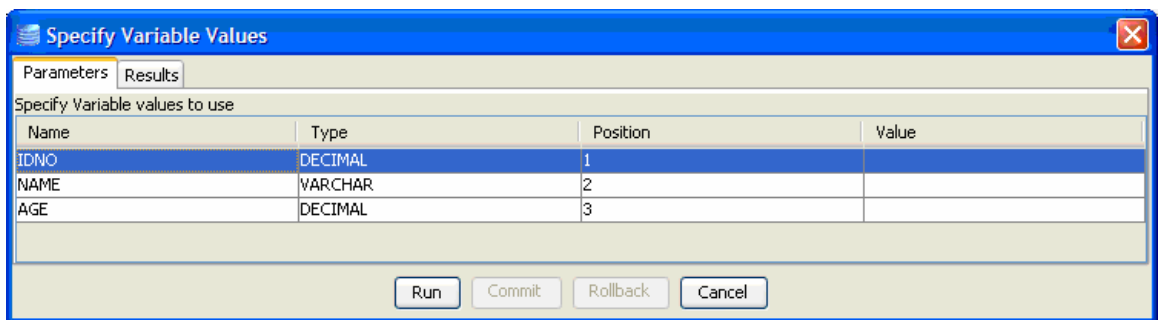 Specify Variable Values
Parameters Results
Specify Variable values to use
Name Type Position Value
IDNO DECIMAL 1
NAME VARCHAR 2
AGE DECIMAL 3
Run Commit Rollback Cancel